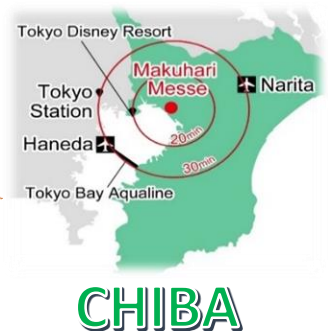 Tokyo Disney Resort
Makuhari
Messe
Tokyo
Station
Narita
Haneda
20min
30min
Tokyo Bay Aqualine
CHIBA